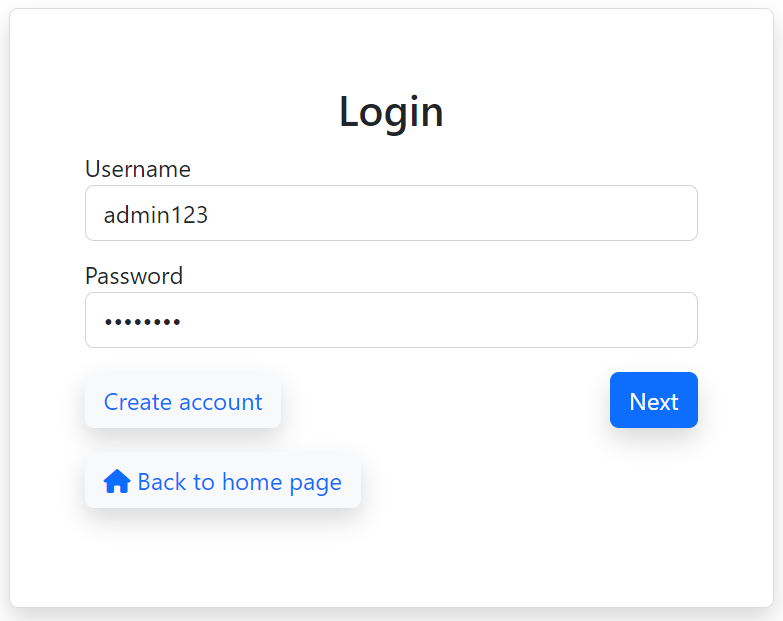 Login
Username
admin123
Password
••••••••
Create account
Next
Back to home page